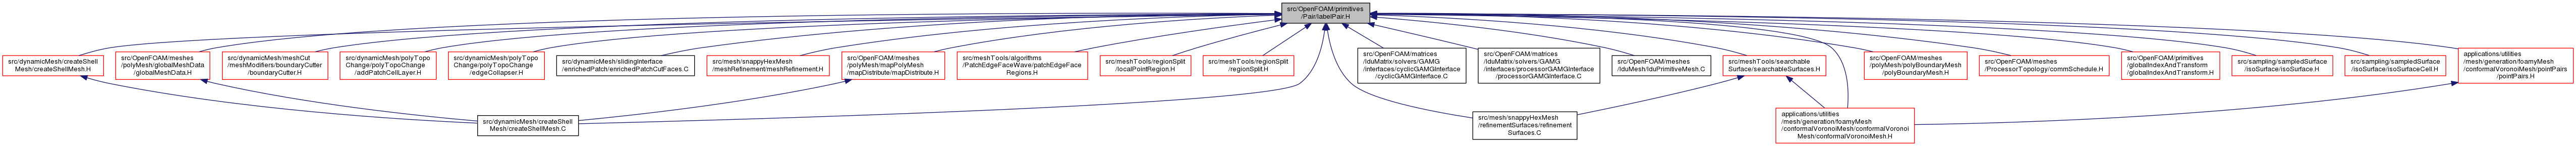 src/OpenFOAM/primitives
/Pair/labelPair.H
src/dynamicMesh/createShell
Mesh/createShellMesh.H
src/OpenFOAM/meshes
/polyMesh/globalMeshData
/globalMeshData.H
src/dynamicMesh/meshCut
/meshModifiers/boundaryCutter
/boundaryCutter.H
src/dynamicMesh/polyTopo
Change/polyTopoChange
/addPatchCellLayer.H
src/dynamicMesh/polyTopo
Change/polyTopoChange
/edgeCollapser.H
src/dynamicMesh/slidingInterface
/enrichedPatch/enrichedPatchCutFaces.C
src/mesh/snappyHexMesh
/meshRefinement/meshRefinement.H
src/OpenFOAM/meshes
/polyMesh/mapPolyMesh
/mapDistribute/mapDistribute.H
src/meshTools/algorithms
/PatchEdgeFaceWave/patchEdgeFace
Regions.H
src/meshTools/regionSplit
/localPointRegion.H
src/meshTools/regionSplit
/regionSplit.H
src/OpenFOAM/matrices
/lduMatrix/solvers/GAMG
/interfaces/cyclicGAMGInterface
/cyclicGAMGInterface.C
src/OpenFOAM/matrices
/lduMatrix/solvers/GAMG
/interfaces/processorGAMGInterface
/processorGAMGInterface.C
src/OpenFOAM/meshes
/lduMesh/lduPrimitiveMesh.C
src/meshTools/searchable
Surface/searchableSurfaces.H
src/OpenFOAM/meshes
/polyMesh/polyBoundaryMesh
/polyBoundaryMesh.H
src/OpenFOAM/meshes
/ProcessorTopology/commSchedule.H
src/OpenFOAM/primitives
/globalIndexAndTransform
/globalIndexAndTransform.H
src/sampling/sampledSurface
/isoSurface/isoSurface.H
src/sampling/sampledSurface
/isoSurface/isoSurfaceCell.H
applications/utilities
/mesh/generation/foamyMesh
/conformalVoronoiMesh/pointPairs
/pointPairs.H
src/dynamicMesh/createShell
Mesh/createShellMesh.C
src/mesh/snappyHexMesh
/refinementSurfaces/refinement
Surfaces.C
applications/utilities
/mesh/generation/foamyMesh
/conformalVoronoiMesh/conformalVoronoi
Mesh/conformalVoronoiMesh.H